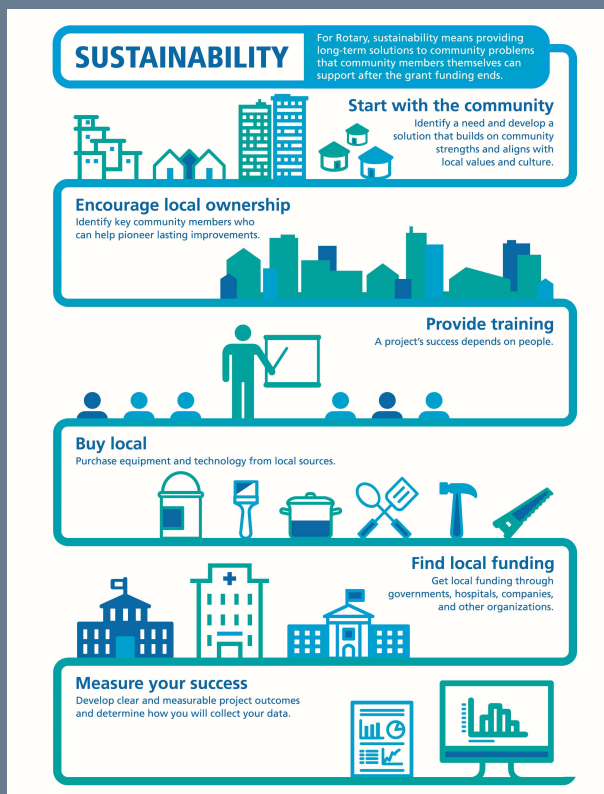 SUSTAINABILITY
For Rotary, sustainability means providing
long-term solutions to community problems
that community members themselves can
support after the grant funding ends.
Start with the community
Identify a need and develop a
solution that builds on community
strengths and aligns with
local values and culture.
Encourage local ownership
Identify key community members who
can help pioneer lasting improvements.
Provide training
A project's success depends on people.
Buy local
Purchase equipment and technology from local sources.
Find local funding
Get local funding through
governments, hospitals, companies,
and other organizations.
Measure your success
Develop clear and measurable project outcomes
and determine how you will collect your data.